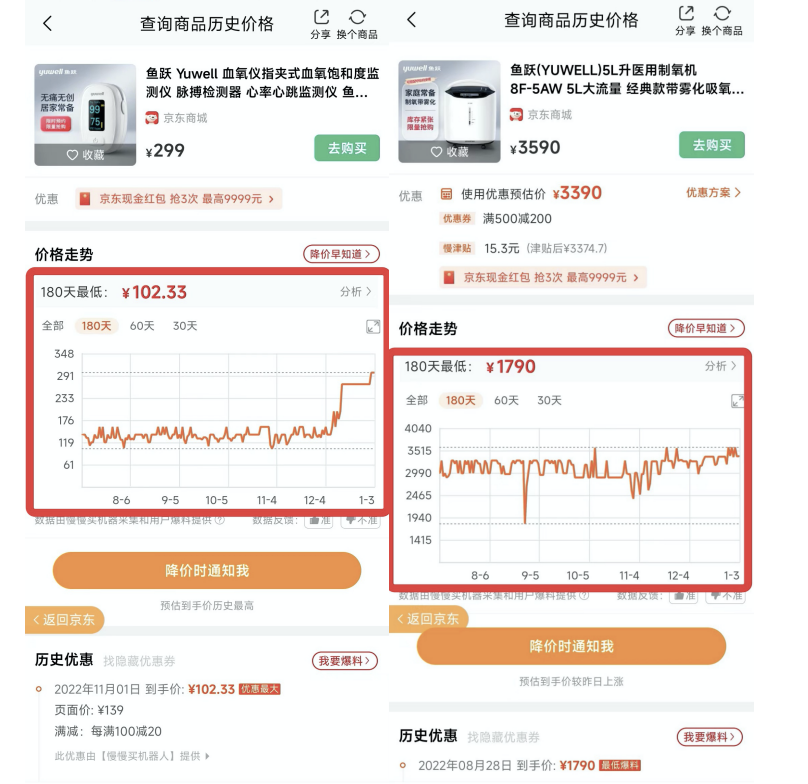 查询商品历史价格
分享 换个商品
yuwell 鱼跃
无痛无创
居家常备
限量抢购
收藏
鱼跃 Yuwell 血氧仪指夹式血氧饱和度监
测仪 脉搏检测器 心率心跳监测仪 鱼...
京东商城
¥299
去购买
优惠
京东现金红包 抢3次 最高9999元 >
价格走势
降价早知道 >
180天最低: ¥102.33
分析 >
全部 180天 60天 30天
348
291
233
176
119
61
8-6 9-5 10-5 11-4 12-4 1-3
数据由慢慢买机器采集和用户爆料提供 ?
数据反馈: 准 不准
降价时通知我
预估到手价历史最高
< 返回京东
历史优惠 找隐藏优惠券
我要爆料 >
2022年11月01日 到手价: ¥102.33 优惠最大
页面价: ¥139
满减: 每满100减20
此优惠由【慢慢买机器人】提供
查询商品历史价格
分享 换个商品
yuwell 鱼跃
家庭常备
制氧带雾化
库存紧张
限量抢购
收藏
鱼跃(YUWELL)5L升医用制氧机
8F-5AW 5L大流量 经典款带雾化吸氧...
京东商城
¥3590
去购买
优惠
使用优惠预估价 ¥3390
优惠方案 >
优惠券 满500减200
慢津贴 15.3元 (津贴后¥3374.7)
京东现金红包 抢3次 最高9999元 >
价格走势
降价早知道 >
180天最低: ¥1790
分析 >
全部 180天 60天 30天
4040
3515
2990
2465
1940
1415
8-6 9-5 10-5 11-4 12-4 1-3
数据由慢慢买机器采集和用户爆料提供 ?
数据反馈: 准 不准
< 返回京东
降价时通知我
预估到手价较昨日上涨
历史优惠 找隐藏优惠券
我要爆料 >
2022年08月28日 到手价: ¥1790 最低爆料